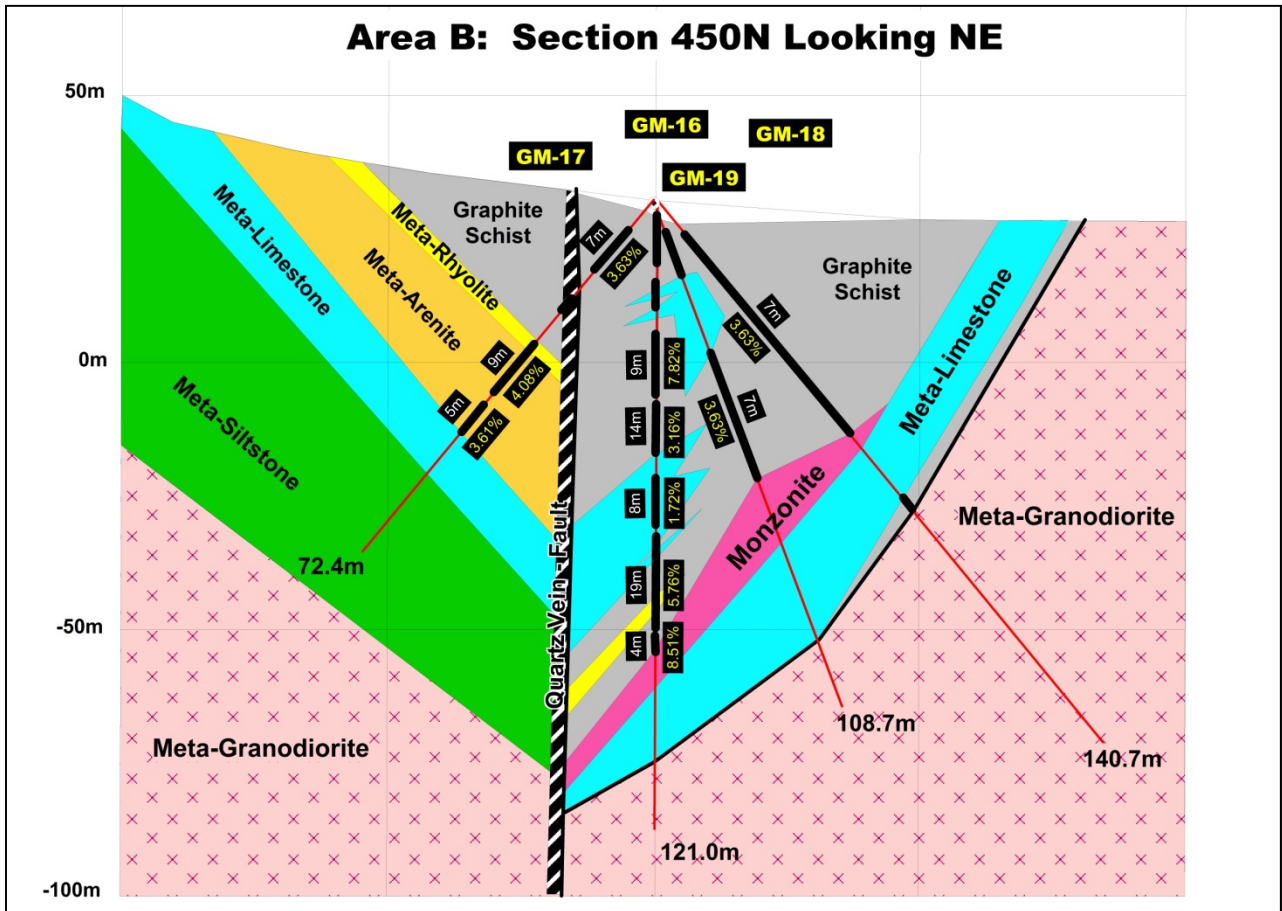 Area B: Section 450N Looking NE
50m
0m
-50m
-100m
GM-17
GM-16
GM-18
GM-19
Graphite
Schist
Meta-Rhyolite
Meta-Arenite
Meta-Limestone
Meta-Siltstone
Meta-Granodiorite
Quartz Vein - Fault
7m
3.63%
9m
4.08%
5m
3.61%
72.4m
9m
7.82%
14m
3.16%
8m
1.72%
19m
5.76%
4m
8.51%
121.0m
7m
3.63%
108.7m
7m
3.63%
140.7m
Graphite
Schist
Monzonite
Meta-Limestone
Meta-Granodiorite